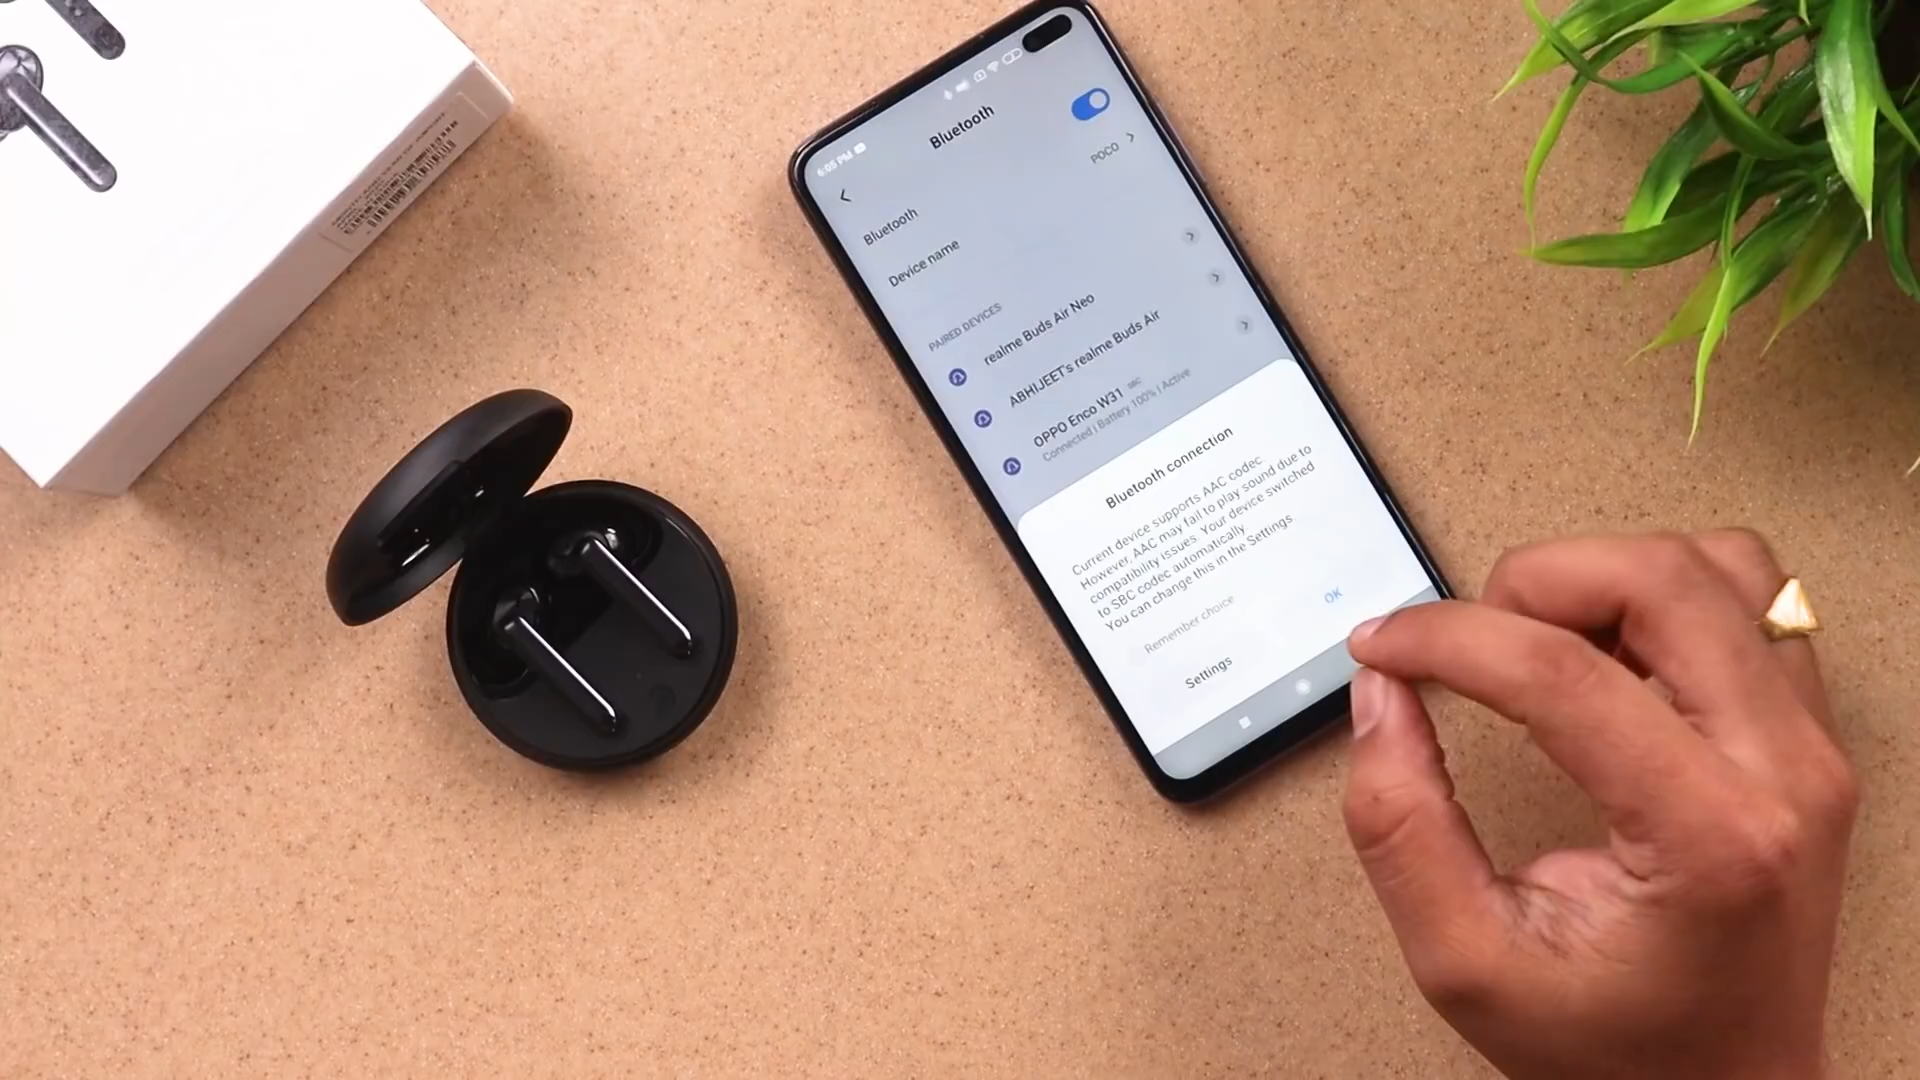 6:05 PM
Bluetooth
Bluetooth
Device name
POCO
PAIRED DEVICES
realme Buds Air Neo
ABHIJEET's realme Buds Air
OPPO Enco W31 SBC
Connected | Battery 100% | Active
Bluetooth connection
Current device supports AAC codec.
However, AAC may fail to play sound due to
compatibility issues. Your device switched
to SBC codec automatically.
You can change this in the Settings
Remember choice
Settings
OK